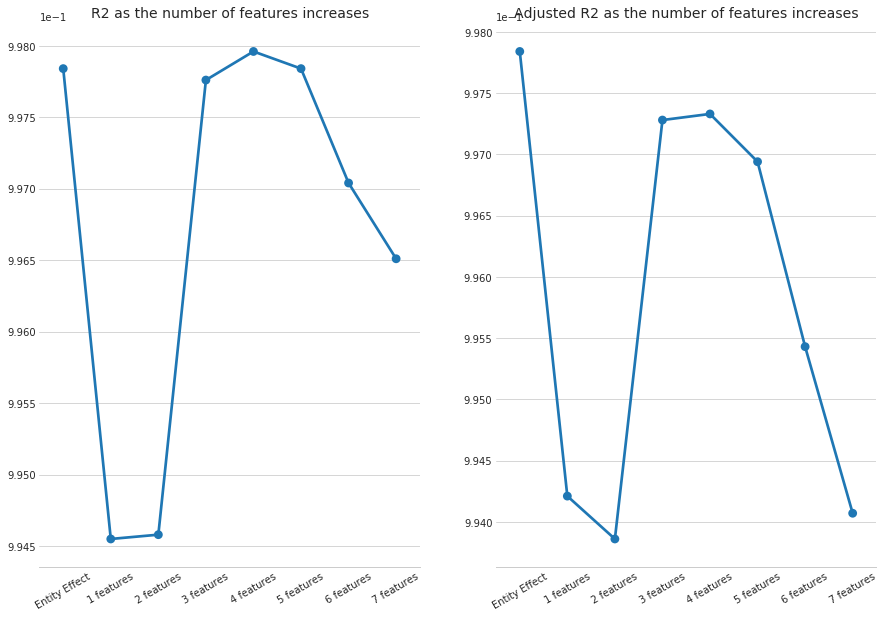 R2 as the number of features increases
1e−1
9.980
9.975
9.970
9.965
9.960
9.955
9.950
9.945
Entity Effect
1 features
2 features
3 features
4 features
5 features
6 features
7 features
Adjusted R2 as the number of features increases
1e−1
9.980
9.975
9.970
9.965
9.960
9.955
9.950
9.945
9.940
Entity Effect
1 features
2 features
3 features
4 features
5 features
6 features
7 features